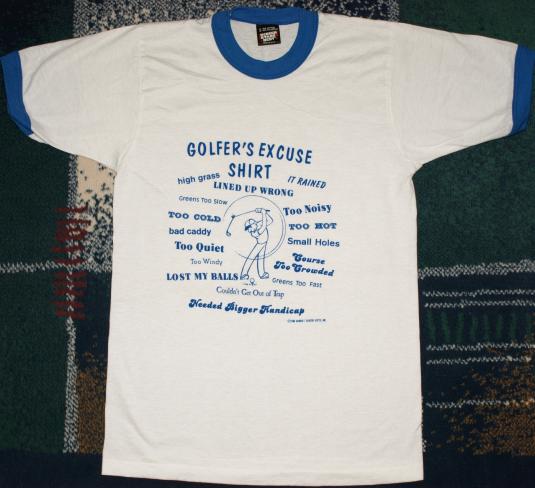 GOLFER'S EXCUSE
SHIRT
high grass
IT RAINED
LINED UP WRONG
Greens Too Slow
Too Noisy
TOO COLD
TOO HOT
bad caddy
Small Holes
Too Quiet
Course
Too Crowded
Too Windy
LOST MY BALLS
Greens Too Fast
Couldn't Get Out of Trap
Needed Bigger Handicap